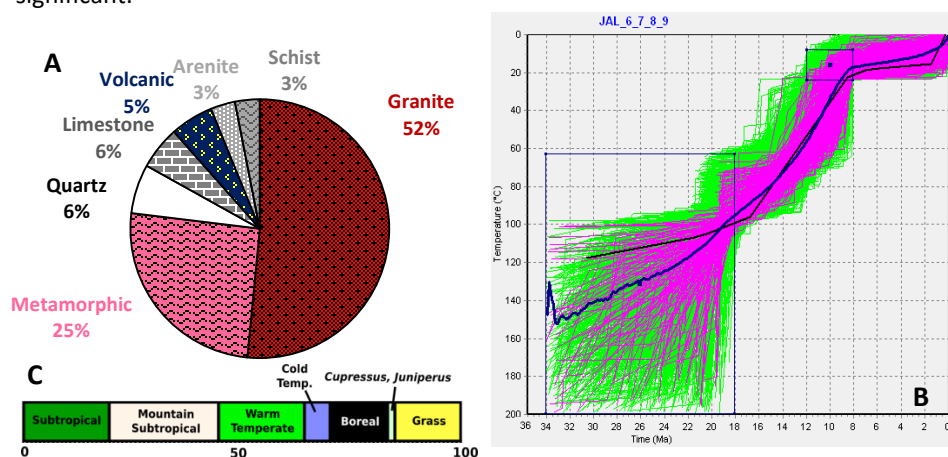 significant.
A
Schist
3%
Arenite
3%
Volcanic
5%
Limestone
6%
Quartz
6%
Granite
52%
Metamorphic
25%
JAL_6_7_8_9
Temperature (°C)
0
20
40
60
80
100
120
140
160
180
200
36 34 32 30 28 26 24 22 20 18 16 14 12 10 8 6 4 2 0
Time (Ma)
B
C
Cold
Temp.
Cupressus, Juniperus
Subtropical
Mountain
Subtropical
Warm
Temperate
Boreal
Grass
0 50 100